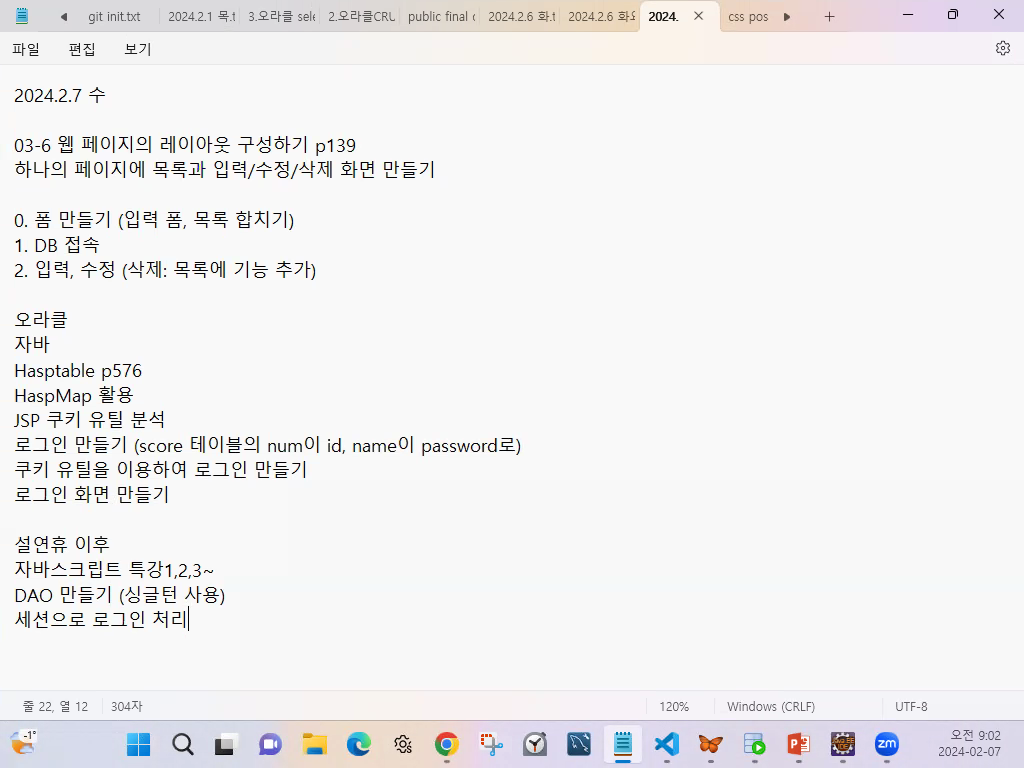 git init.txt
2024.2.1 목.t
3.오라클 sele
2.오라클CRU
public final c
2024.2.6 화.t
2024.2.6 화요
2024.
css pos
파일
편집
보기
2024.2.7 수
03-6 웹 페이지의 레이아웃 구성하기 p139
하나의 페이지에 목록과 입력/수정/삭제 화면 만들기
0. 폼 만들기 (입력 폼, 목록 합치기)
1. DB 접속
2. 입력, 수정 (삭제: 목록에 기능 추가)
오라클
자바
Hasptable p576
HaspMap 활용
JSP 쿠키 유틸 분석
로그인 만들기 (score 테이블의 num이 id, name이 password로)
쿠키 유틸을 이용하여 로그인 만들기
로그인 화면 만들기
설연휴 이후
자바스크립트 특강1,2,3~
DAO 만들기 (싱글턴 사용)
세션으로 로그인 처리
줄 22, 열 12
304자
120%
Windows (CRLF)
UTF-8
-1°
zm
오전 9:02
2024-02-07